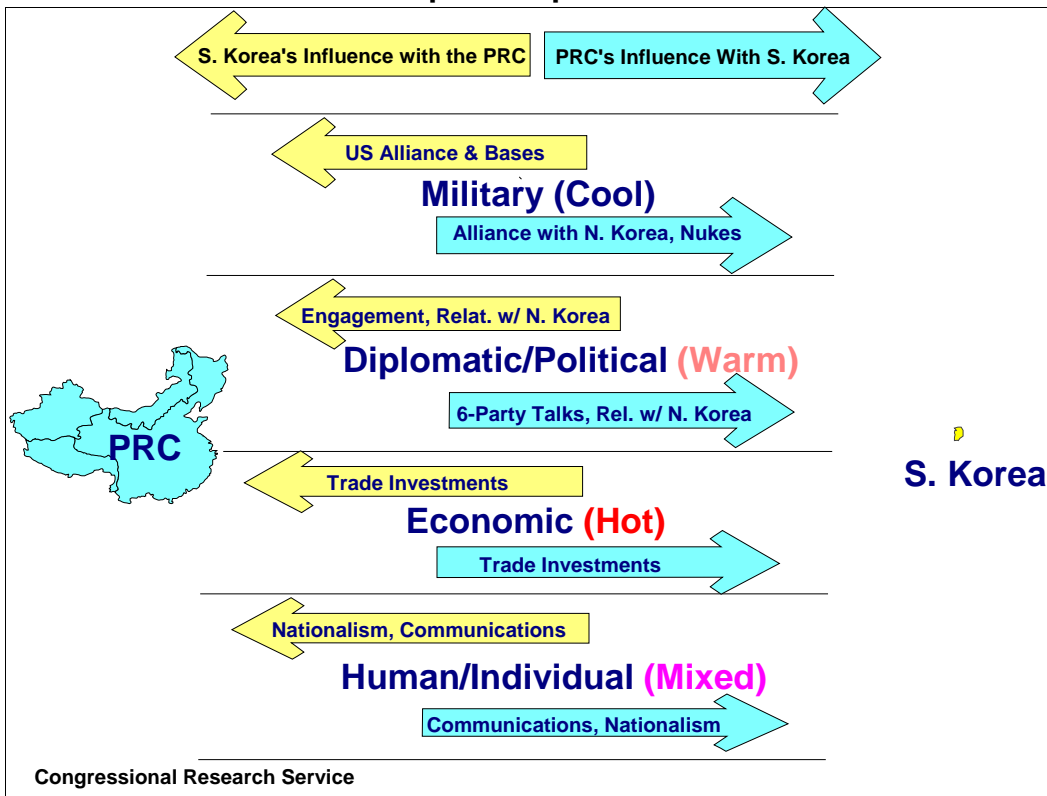 S. Korea's Influence with the PRC
PRC's Influence With S. Korea
US Alliance & Bases
Military (Cool)
Alliance with N. Korea, Nukes
Engagement, Relat. w/ N. Korea
Diplomatic/Political (Warm)
6-Party Talks, Rel. w/ N. Korea
PRC
S. Korea
Trade Investments
Economic (Hot)
Trade Investments
Nationalism, Communications
Human/Individual (Mixed)
Communications, Nationalism
Congressional Research Service